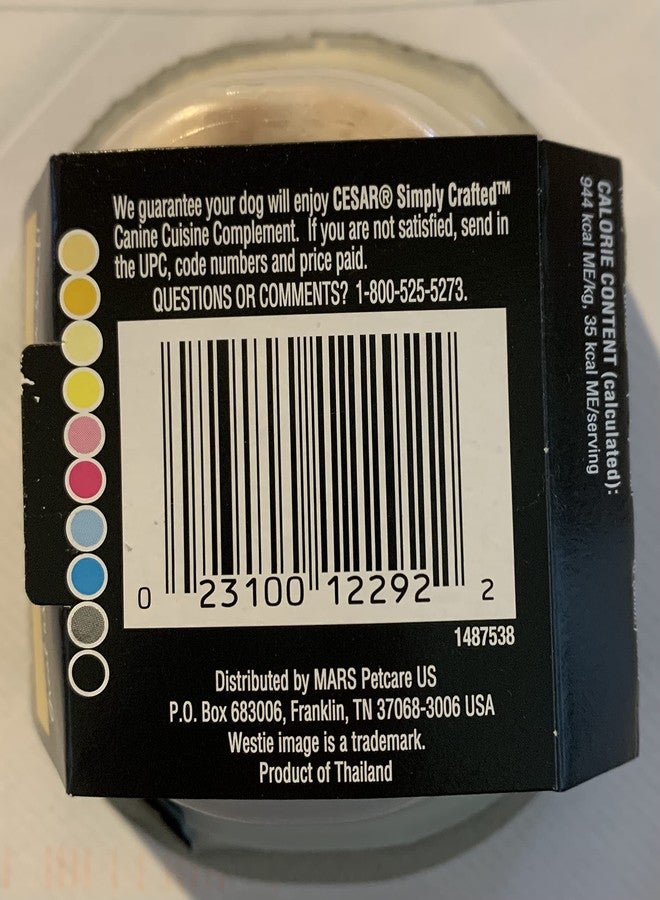 We guarantee your dog will enjoy CESAR® Simply Crafted™
Canine Cuisine Complement. If you are not satisfied, send in
the UPC, code numbers and price paid.
QUESTIONS OR COMMENTS? 1-800-525-5273.
0 23100 12292 2
1487538
Distributed by MARS Petcare US
P.O. Box 683006, Franklin, TN 37068-3006 USA
Westie image is a trademark.
Product of Thailand
CALORIE CONTENT (calculated):
944 kcal ME/kg, 35 kcal ME/serving